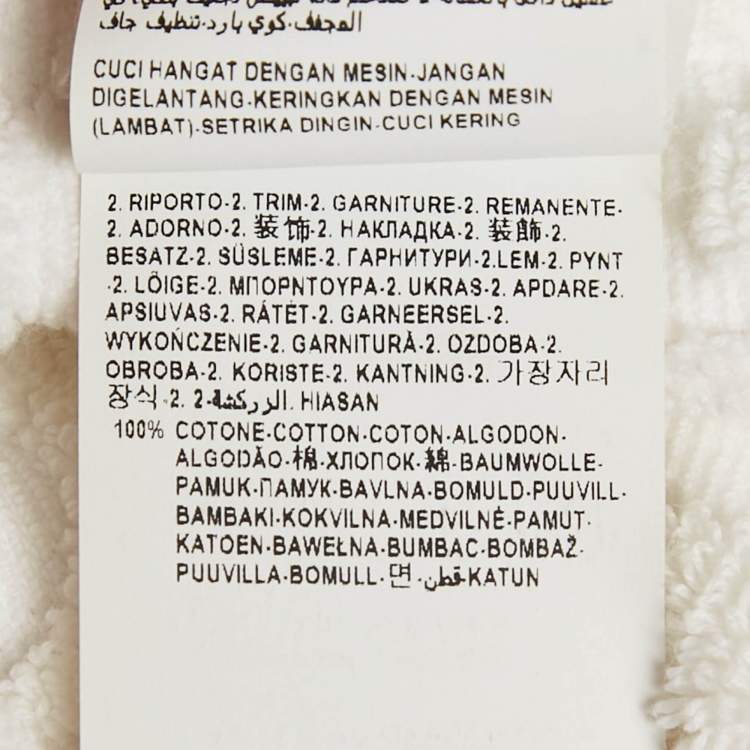 المجفف.كوي بارد.تنظيف جاف
CUCI HANGAT DENGAN MESIN-JANGAN
DIGELANTANG-KERINGKAN DENGAN MESIN
(LAMBAT)-SETRIKA DINGIN-CUCI KERING
2. RIPORTO-2. TRIM-2. GARNITURE-2. REMANENTE-
2. ADORNO-2. 装饰-2. НАКЛАДКА-2. 装飾-2.
BESATZ-2. SÜSLEME-2. ГАРНИТУРИ-2.LEM-2. PYNT
-2. LÕIGE-2. ΜΠΟΡΝΤΟΥΡΑ-2. UKRAS-2. APDARE-2.
APSIUVAS-2. RÁTÉT-2. GARNEERSEL-2.
WYKOŃCZENIE-2. GARNITURĂ-2. OZDOBA-2.
OBROBA-2. KORISTE-2. KANTNING-2. 가장자리
장식-2. 2-الزركشة. HIASAN
100% COTONE-COTTON-COTON-ALGODON-
ALGODÃO-棉-ХЛОПОК-綿-BAUMWOLLE-
PAMUK-ПАМУК-BAVLNA-BOMULD-PUUVILL-
BAMBAKI-KOKVILNA-MEDVILNĖ-PAMUT-
KATOEN-BAWEŁNA-BUMBAC-BOMBAŽ-
PUUVILLA-BOMULL-면-قطن-KATUN